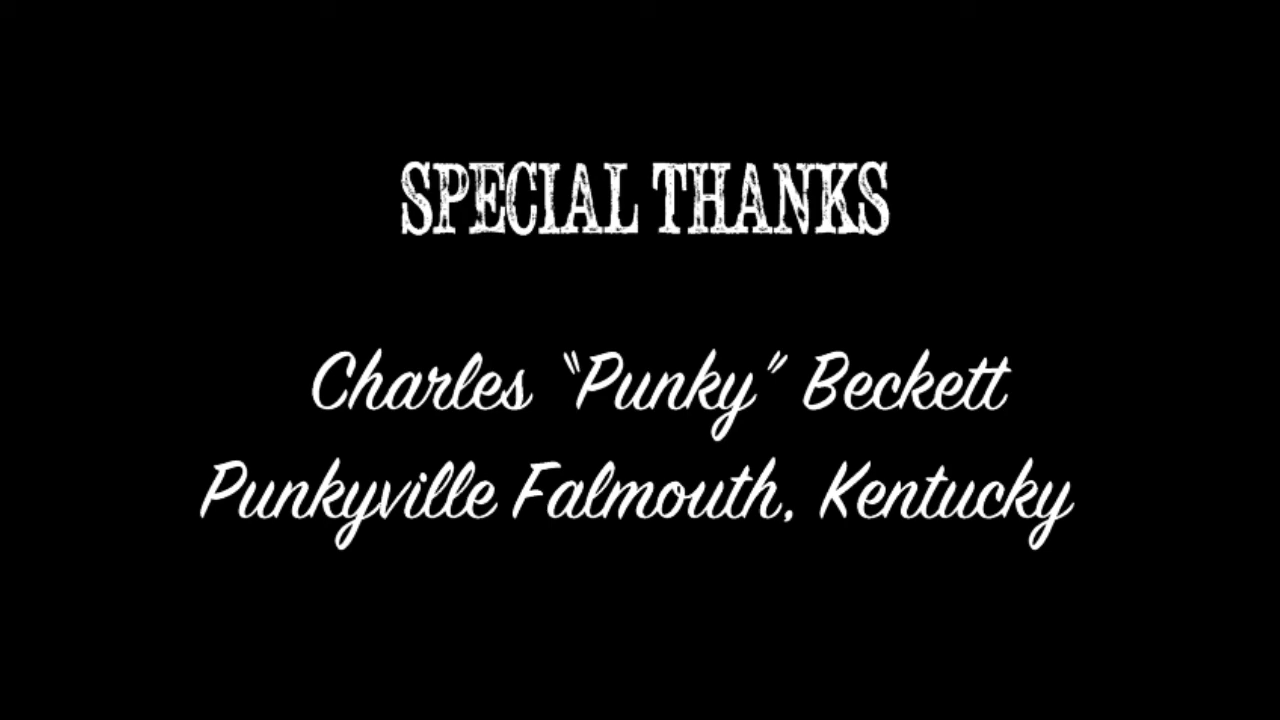 SPECIAL THANKS
Charles “Punky” Beckett
Punkyville Falmouth, Kentucky